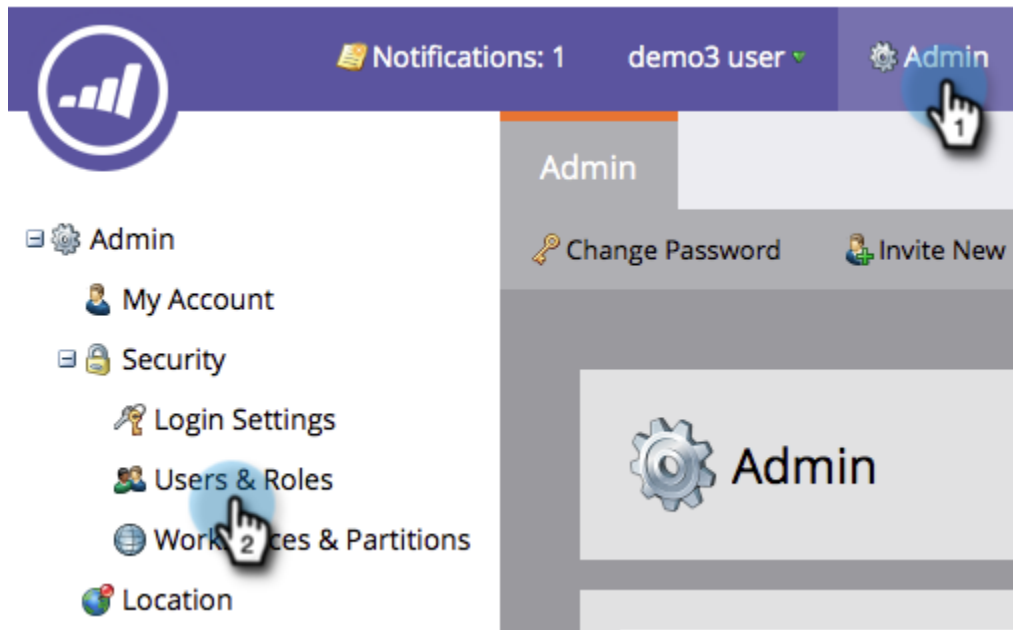 Notifications: 1 demo3 user Admin
1
Admin
Admin
Change Password Invite New
My Account
Security
Login Settings
Users & Roles
2
Admin
& Partitions
Location